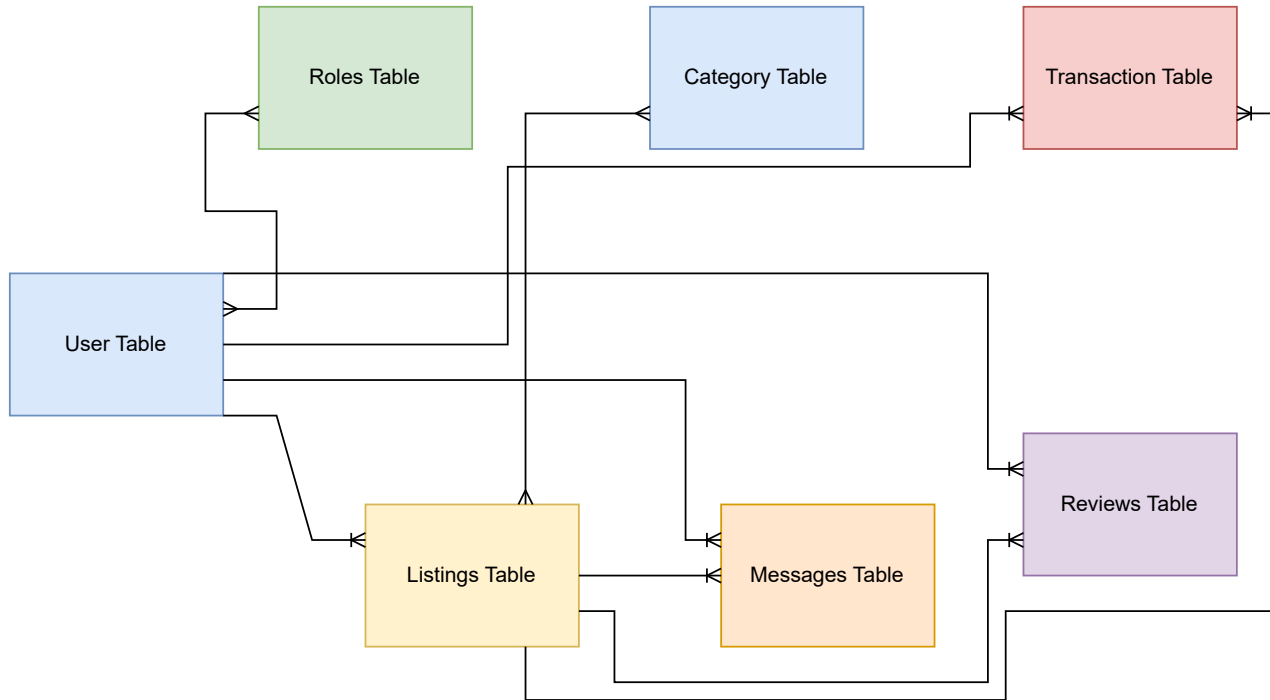 Roles Table
Category Table
Transaction Table
User Table
Reviews Table
Listings Table
Messages Table